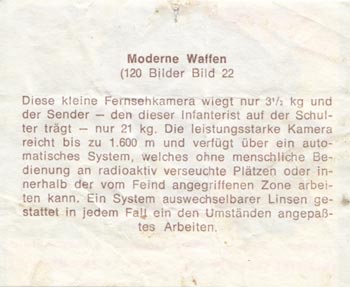 Moderne Waffen
(120 Bilder Bild 22
Diese kleine Fernsehkamera wiegt nur 3¹/₂ kg und
der Sender – den dieser Infanterist auf der Schul-
ter trägt – nur 21 kg. Die leistungsstarke Kamera
reicht bis zu 1.600 m und verfügt über ein auto-
matisches System, welches ohne menschliche Be-
dienung an radioaktiv verseuchte Plätzen oder in-
nerhalb der vom Feind angegriffenen Zone arbei-
ten kann. Ein System auswechselbarer Linsen ge-
stattet in jedem Fall ein den Umständen angepaß-
tes Arbeiten.